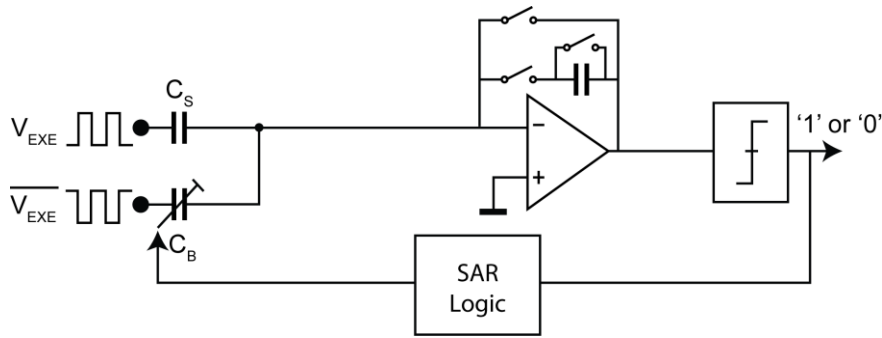 C_S
V_EXE
'1' or '0'
−
+
V_EXE
C_B
SAR
Logic